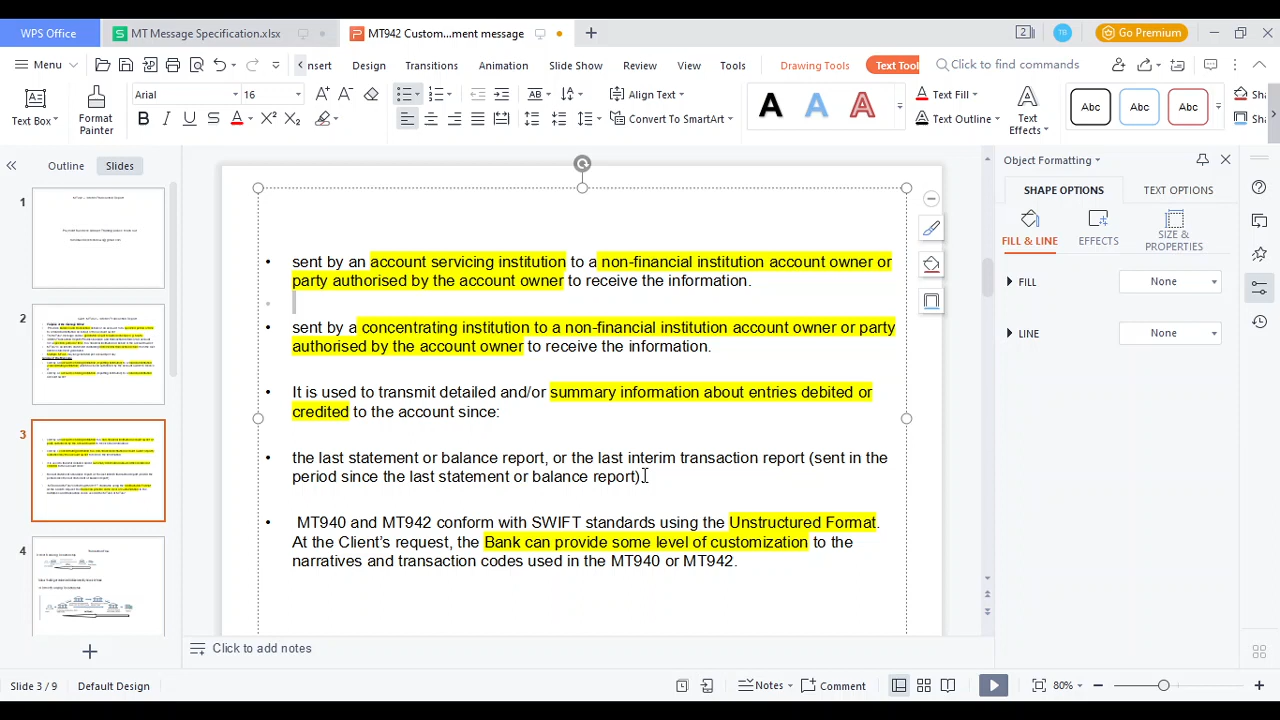 WPS Office
MT Message Specification.xlsx
MT942 Custom...ment message
TB
Go Premium
Menu
nsert
Design
Transitions
Animation
Slide Show
Review
View
Tools
Drawing Tools
Text Tool
Click to find commands
Text Box
Format
Painter
Arial
16
Align Text
Convert To SmartArt
Abc
Abc
Abc
Text Fill
Text Outline
Text
Effects
Sha
Sh
Outline
Slides
1
2
3
4
sent by an account servicing institution to a non-financial institution account owner or
party authorised by the account owner to receive the information.
sent by a concentrating institution to a non-financial institution account owner or party
authorised by the account owner to receive the information.
It is used to transmit detailed and/or summary information about entries debited or
credited to the account since:
the last statement or balance report, or the last interim transaction report sent in the
period since the last statement or balance report).
MT940 and MT942 conform with SWIFT standards using the Unstructured Format.
At the Client's request, the Bank can provide some level of customization to the
narratives and transaction codes used in the MT940 or MT942.
Object Formatting
SHAPE OPTIONS
TEXT OPTIONS
FILL & LINE
EFFECTS
SIZE &
PROPERTIES
FILL
None
LINE
None
Click to add notes
Slide 3 / 9
Default Design
Notes
Comment
80%